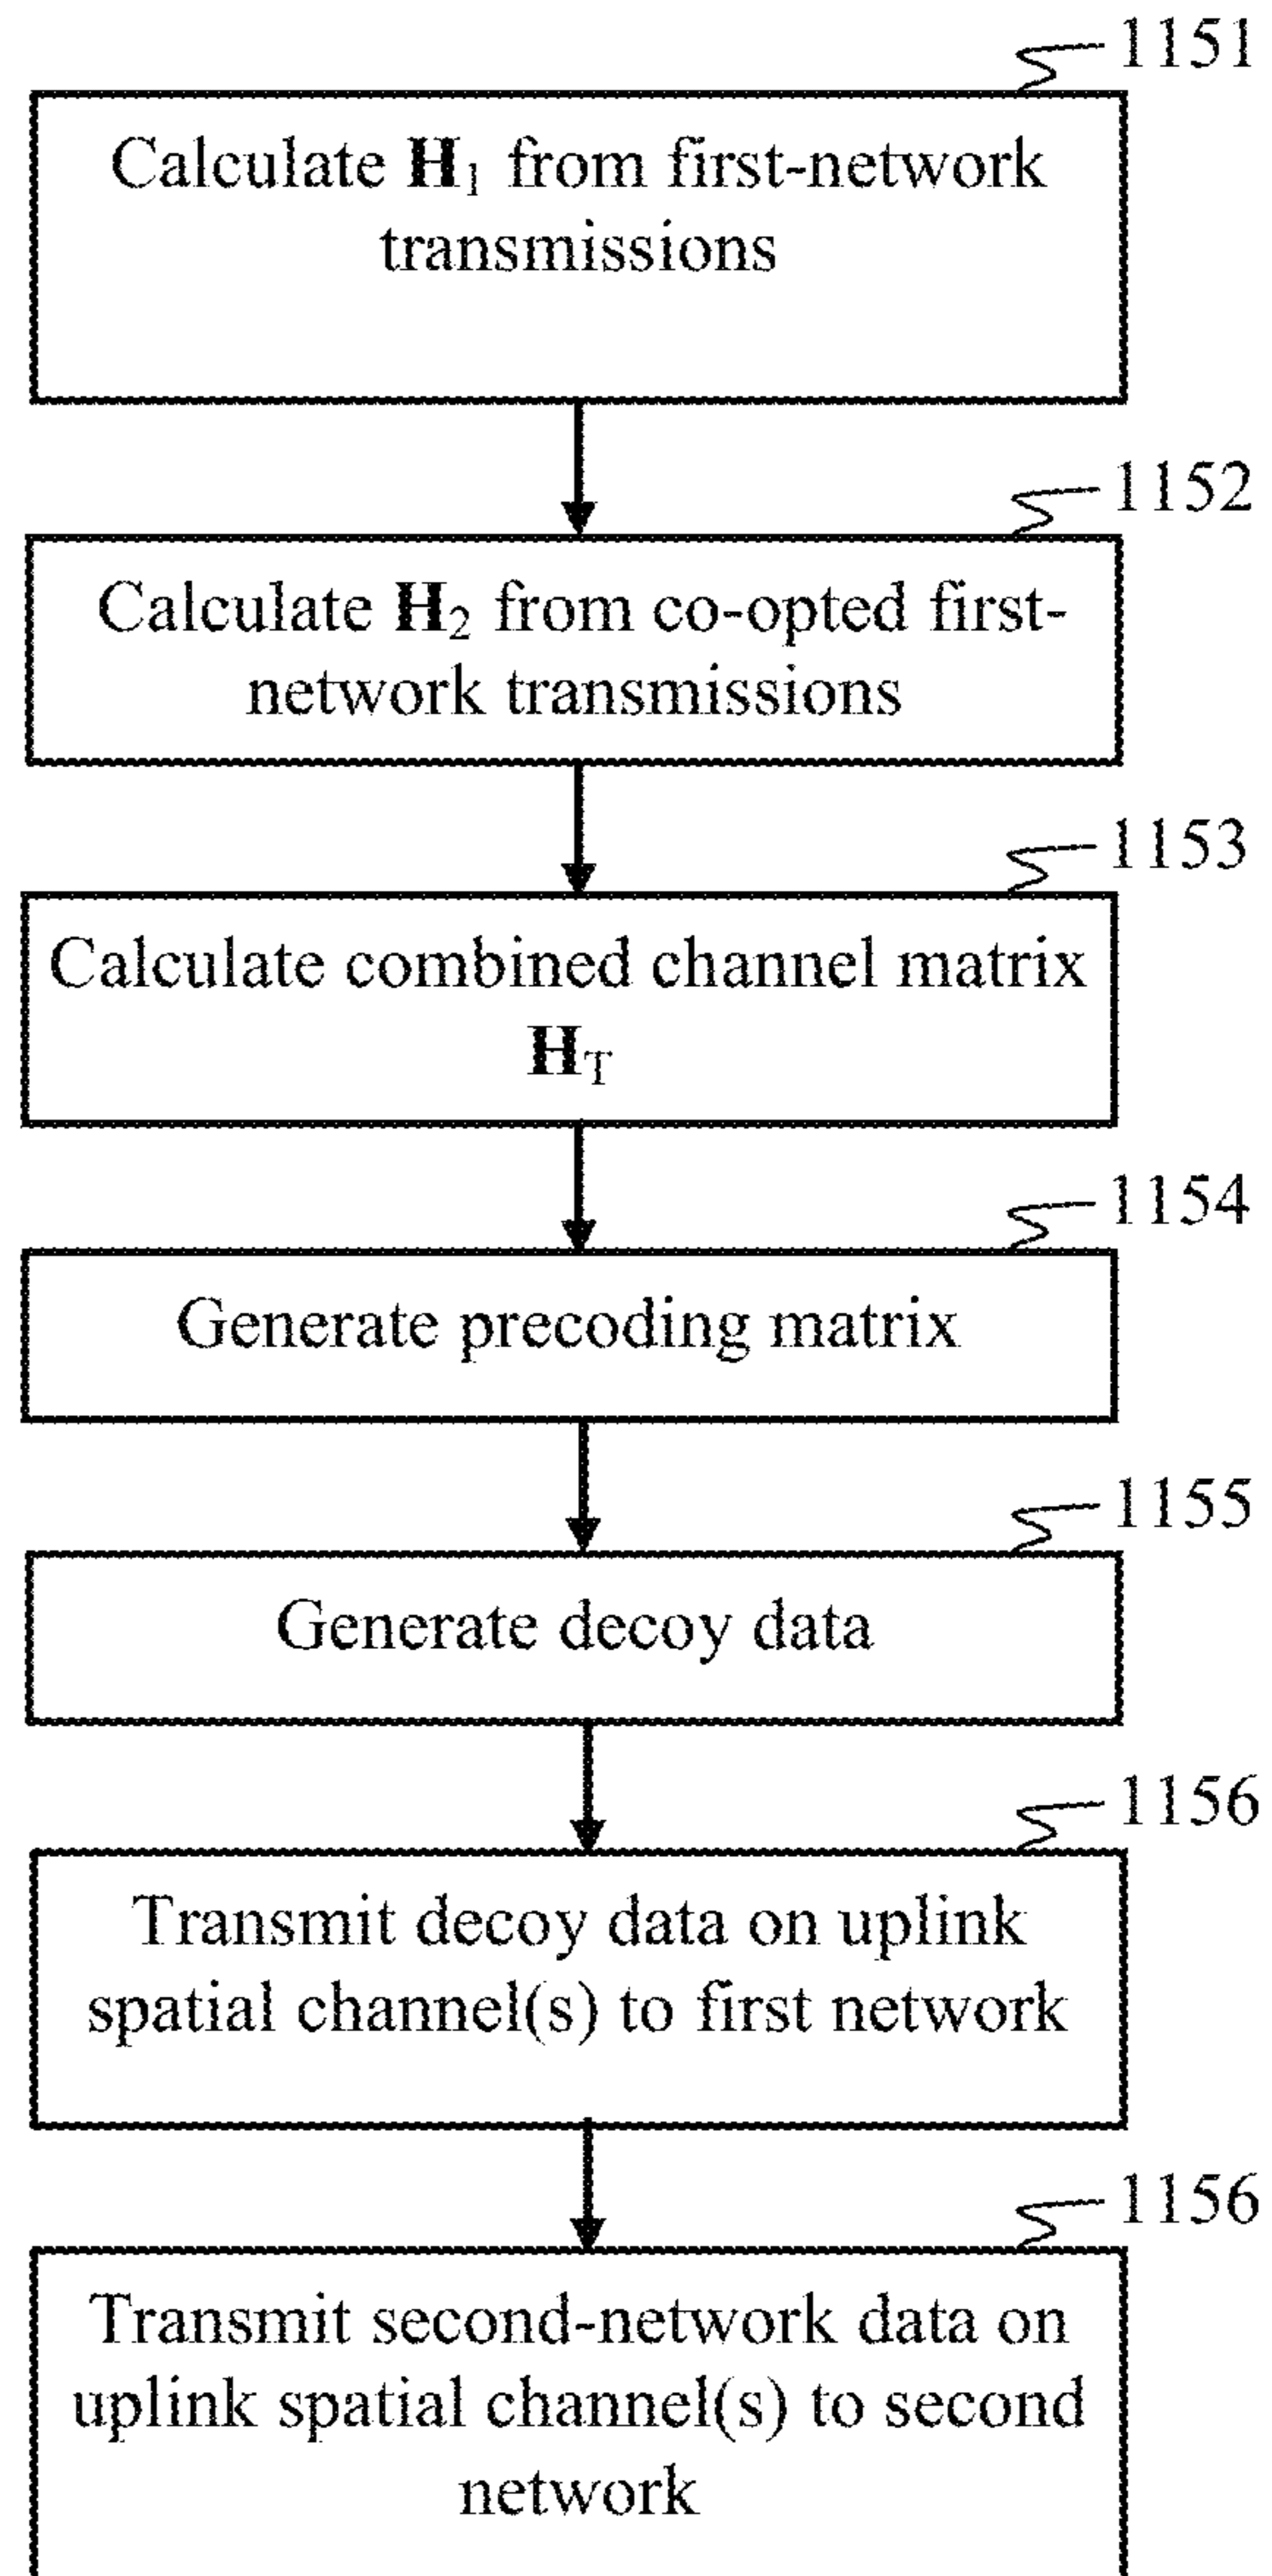 1151
Calculate H₁ from first-network
transmissions
1152
Calculate H₂ from co-opted first-
network transmissions
1153
Calculate combined channel matrix
H_T
1154
Generate precoding matrix
1155
Generate decoy data
1156
Transmit decoy data on uplink
spatial channel(s) to first network
1156
Transmit second-network data on
uplink spatial channel(s) to second
network